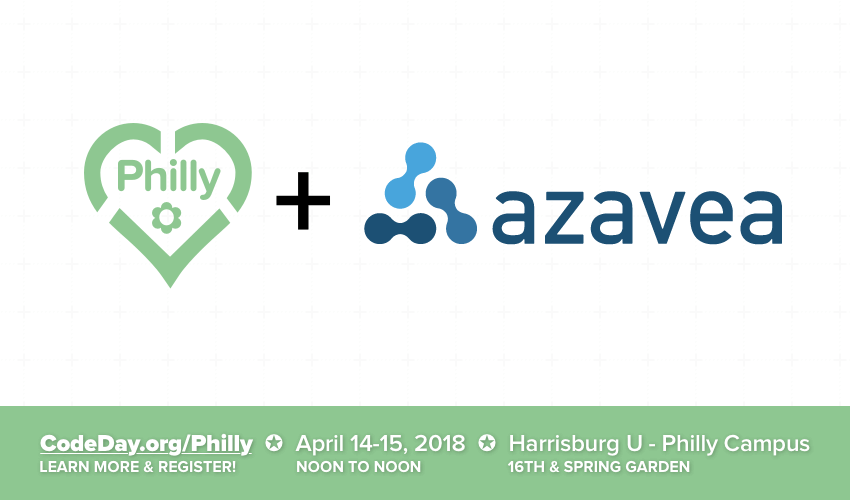 Philly
+
azavea
CodeDay.org/Philly ✪ April 14-15, 2018 ✪ Harrisburg U - Philly Campus
LEARN MORE & REGISTER! NOON TO NOON 16TH & SPRING GARDEN